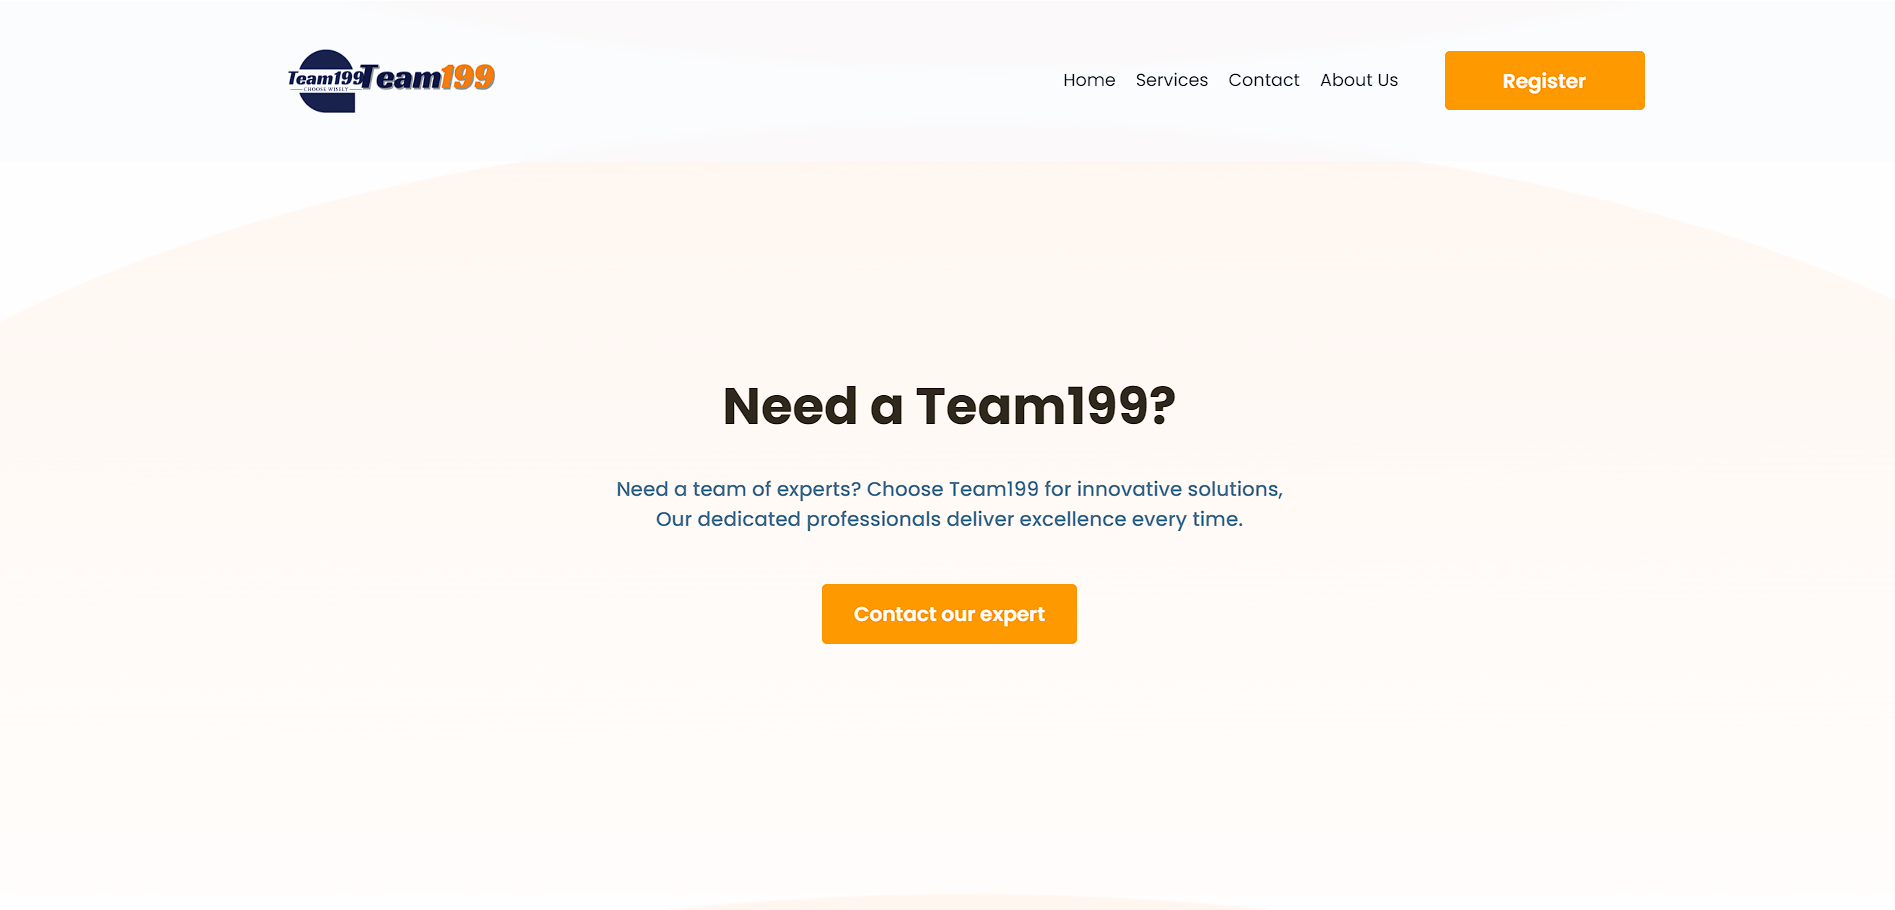 Team199
CHOOSE WISELY
Team199
Home Services Contact About Us
Register
Need a Team199?
Need a team of experts? Choose Team199 for innovative solutions,
Our dedicated professionals deliver excellence every time.
Contact our expert